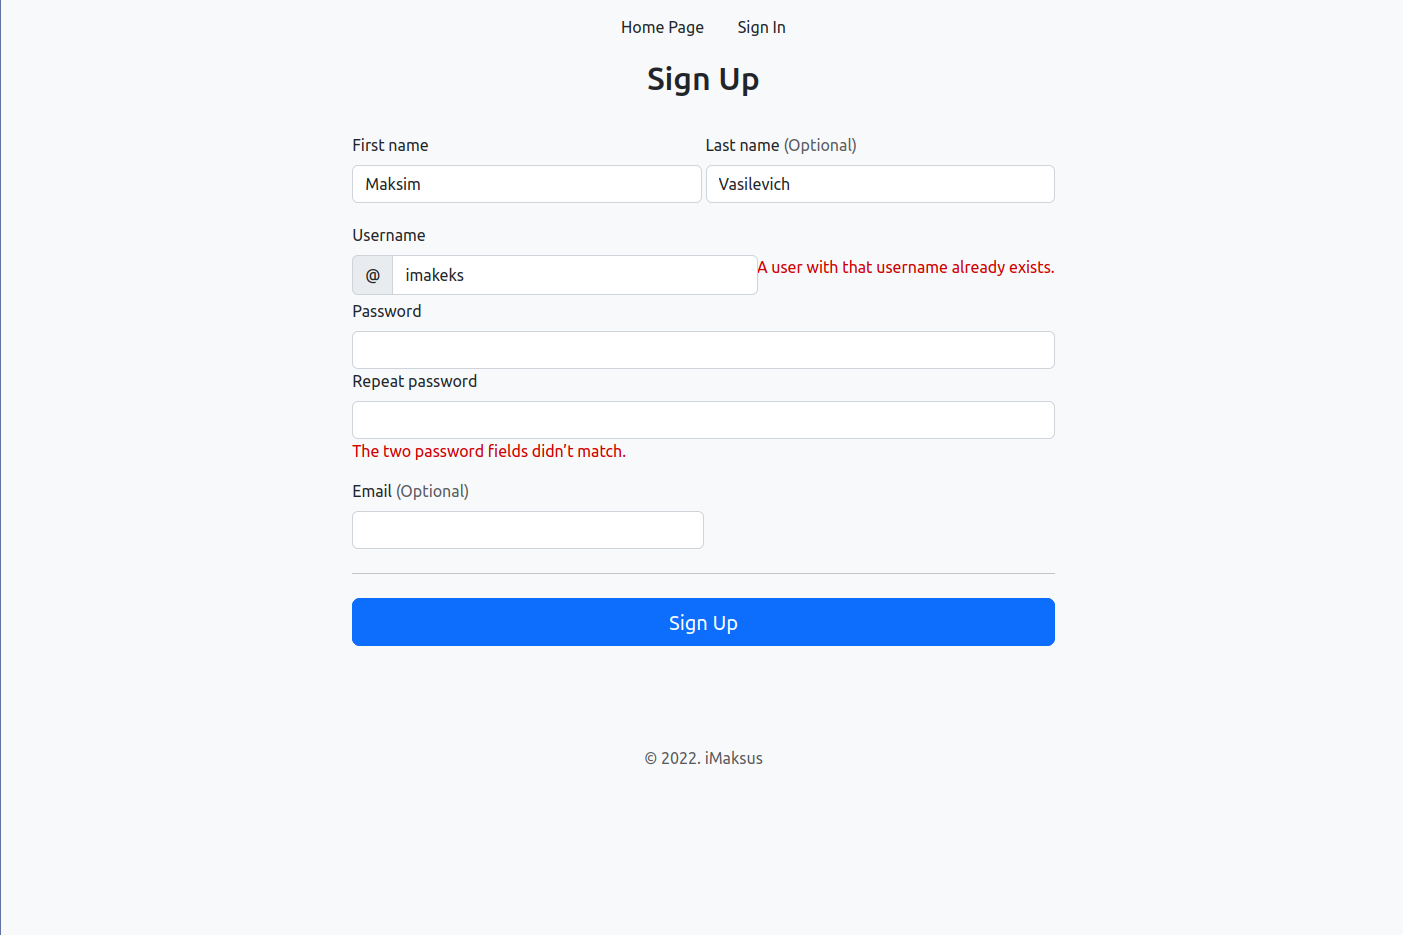 Home Page Sign In
Sign Up
First name Last name (Optional)
Maksim Vasilevich
Username
@ imakeks A user with that username already exists.
Password
Repeat password
The two password fields didn’t match.
Email (Optional)
Sign Up
© 2022. iMaksus